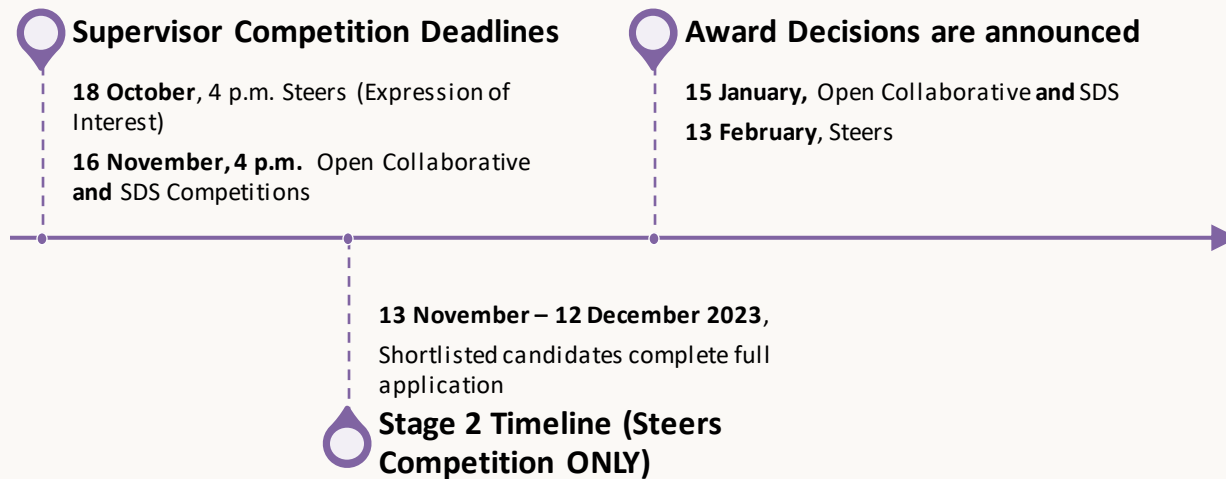 Supervisor Competition Deadlines
18 October, 4 p.m. Steers (Expression of
Interest)
16 November, 4 p.m. Open Collaborative
and SDS Competitions
Award Decisions are announced
15 January, Open Collaborative and SDS
13 February, Steers
13 November – 12 December 2023,
Shortlisted candidates complete full
application
Stage 2 Timeline (Steers
Competition ONLY)